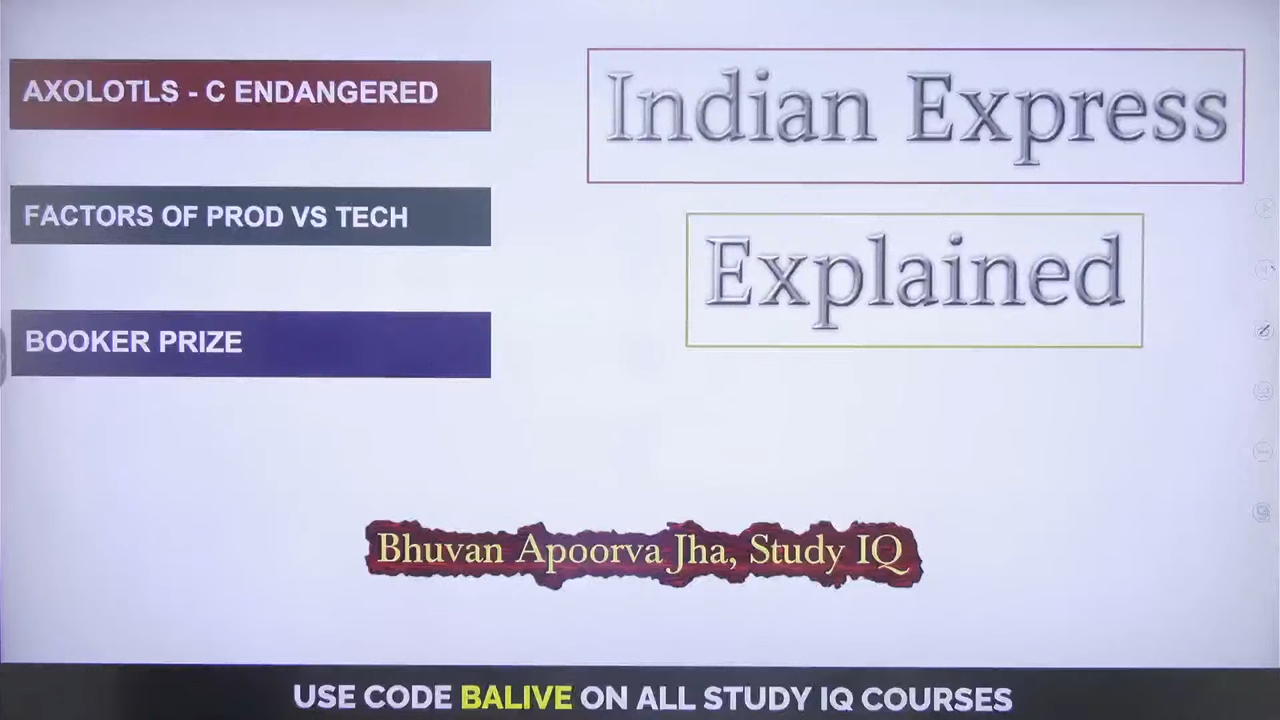 AXOLOTLS - C ENDANGERED
FACTORS OF PROD VS TECH
BOOKER PRIZE
Indian Express
Explained
Bhuvan Apoorva Jha, Study IQ
USE CODE BALIVE ON ALL STUDY IQ COURSES